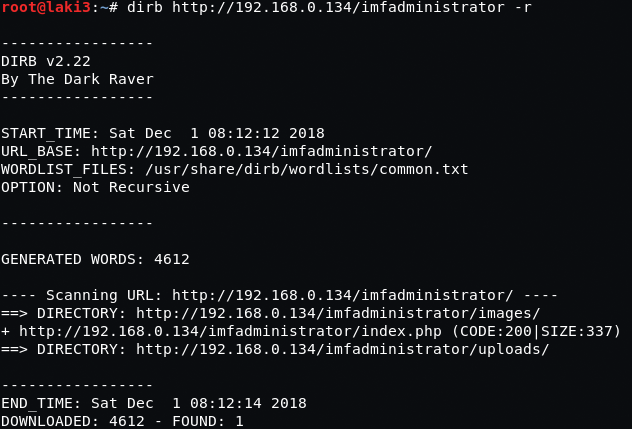 root@laki3:~# dirb http://192.168.0.134/imfadministrator -r
-----------------
DIRB v2.22
By The Dark Raver
-----------------
START_TIME: Sat Dec  1 08:12:12 2018
URL_BASE: http://192.168.0.134/imfadministrator/
WORDLIST_FILES: /usr/share/dirb/wordlists/common.txt
OPTION: Not Recursive
-----------------
GENERATED WORDS: 4612
---- Scanning URL: http://192.168.0.134/imfadministrator/ ----
==> DIRECTORY: http://192.168.0.134/imfadministrator/images/
+ http://192.168.0.134/imfadministrator/index.php (CODE:200|SIZE:337)
==> DIRECTORY: http://192.168.0.134/imfadministrator/uploads/
-----------------
END_TIME: Sat Dec  1 08:12:14 2018
DOWNLOADED: 4612 - FOUND: 1